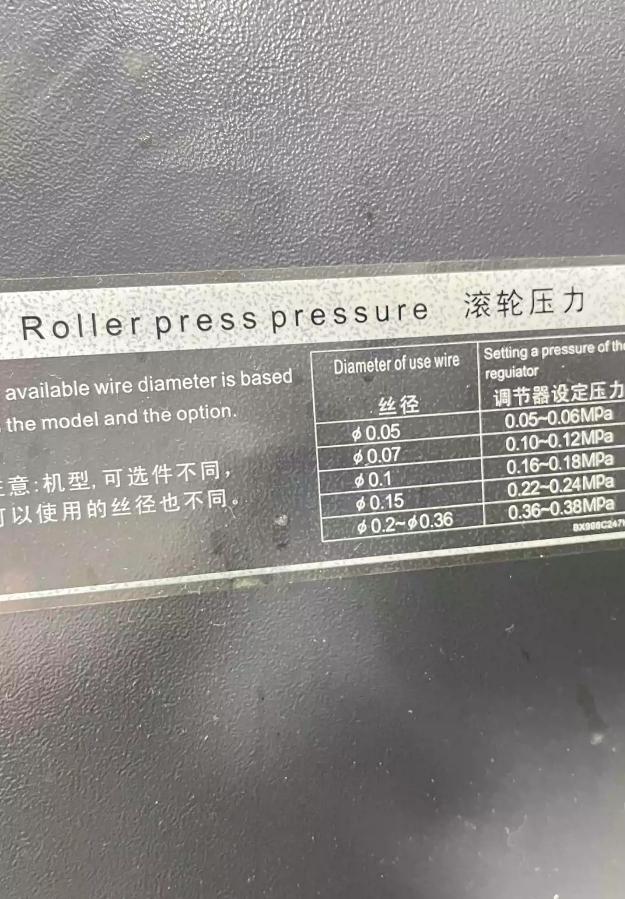 Roller press pressure 滚轮压力
available wire diameter is based
the model and the option.
意:机型,可选件不同,
以使用的丝径也不同。
Diameter of use wire
丝径
Setting a pressure of the
reguiator
调节器设定压力
φ0.05 0.05~0.06MPa
φ0.07 0.10~0.12MPa
φ0.1 0.16~0.18MPa
φ0.15 0.22~0.24MPa
φ0.2~φ0.36 0.36~0.38MPa